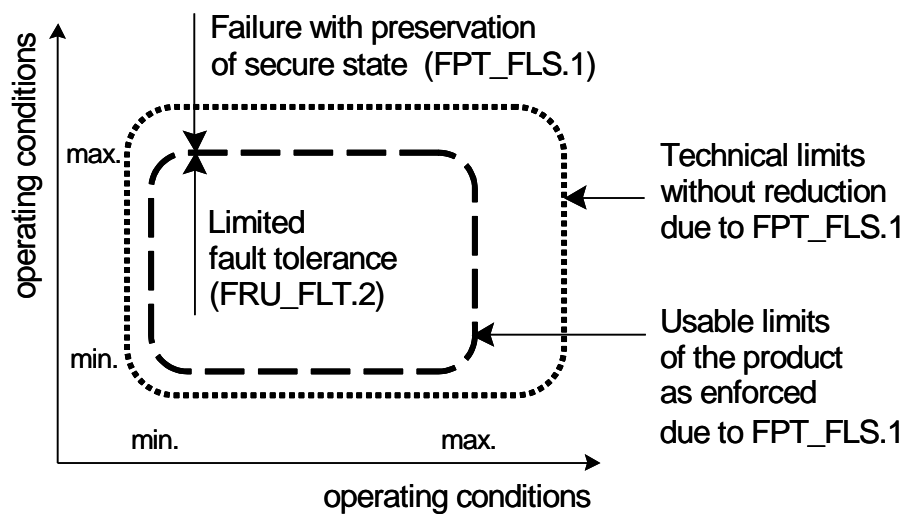 Failure with preservation
of secure state (FPT_FLS.1)
operating conditions
max.
Limited
fault tolerance
(FRU_FLT.2)
min.
Technical limits
without reduction
due to FPT_FLS.1
Usable limits
of the product
as enforced
due to FPT_FLS.1
min.
max.
operating conditions